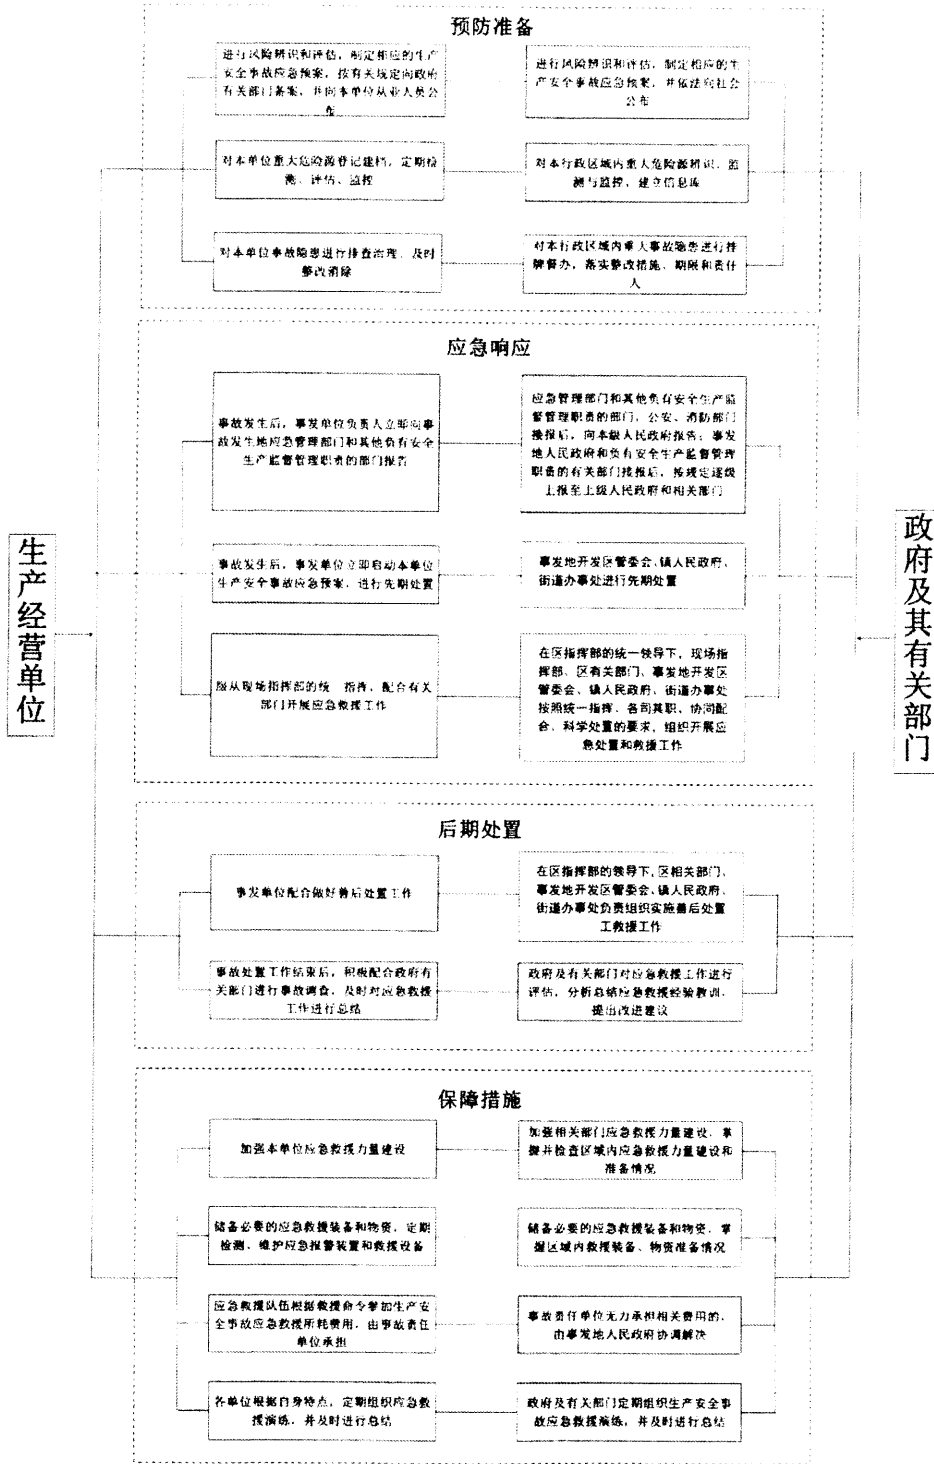 预防准备
进行风险辨识和评估，制定相应的生产
安全事故应急预案，按有关规定向政府
有关部门备案，并向本单位从业人员公
布
进行风险辨识和评估，制定相应的生
产安全事故应急预案，并依法向社会
公布
对本单位重大危险源登记建档，定期检
测、评估、监控
对本行政区域内重大危险源辨识、监
测与监控，建立信息库
对本单位事故隐患进行排查治理，及时
整改消除
对本行政区域内重大事故隐患进行挂
牌督办，落实整改措施、期限和责任
人
应急响应
事故发生后，事发单位负责人立即向事
故发生地应急管理部门和其他负有安全
生产监督管理职责的部门报告
应急管理部门和其他负有安全生产监
督管理职责的部门，公安、消防部门
接报后，向本级人民政府报告；事发
地人民政府和负有安全生产监督管理
职责的有关部门接报后，按规定逐级
上报至上级人民政府和相关部门
事故发生后，事发单位立即启动本单位
生产安全事故应急预案，进行先期处置
事发地开发区管委会、镇人民政府、
街道办事处进行先期处置
服从现场指挥部的统一指挥，配合有关
部门开展应急救援工作
在区指挥部的统一领导下，现场指
挥部、区有关部门、事发地开发区
管委会、镇人民政府、街道办事处
按照统一指挥、各司其职、协同配
合、科学处置的要求，组织开展应
急处置和救援工作
生产经营单位
政府及其有关部门
后期处置
事发单位配合做好善后处置工作
在区指挥部的领导下，区相关部门、
事发地开发区管委会、镇人民政府、
街道办事处负责组织实施善后处置
工救援工作
事故处置工作结束后，积极配合政府有
关部门进行事故调查，及时对应急救援
工作进行总结
政府及有关部门对应急救援工作进行
评估，分析总结应急救援经验教训，
提出改进建议
保障措施
加强本单位应急救援力量建设
加强相关部门应急救援力量建设，掌
握并检查区域内应急救援力量建设和
准备情况
储备必要的应急救援装备和物资，定期
检测、维护应急报警装置和救援设备
储备必要的应急救援装备和物资，掌
握区域内救援装备、物资准备情况
应急救援队伍根据救援命令参加生产安
全事故应急救援所耗费用，由事故责任
单位承担
事故责任单位无力承担相关费用的，
由事发地人民政府协调解决
各单位根据自身特点，定期组织应急救
援演练，并及时进行总结
政府及有关部门定期组织生产安全事
故应急救援演练，并及时进行总结